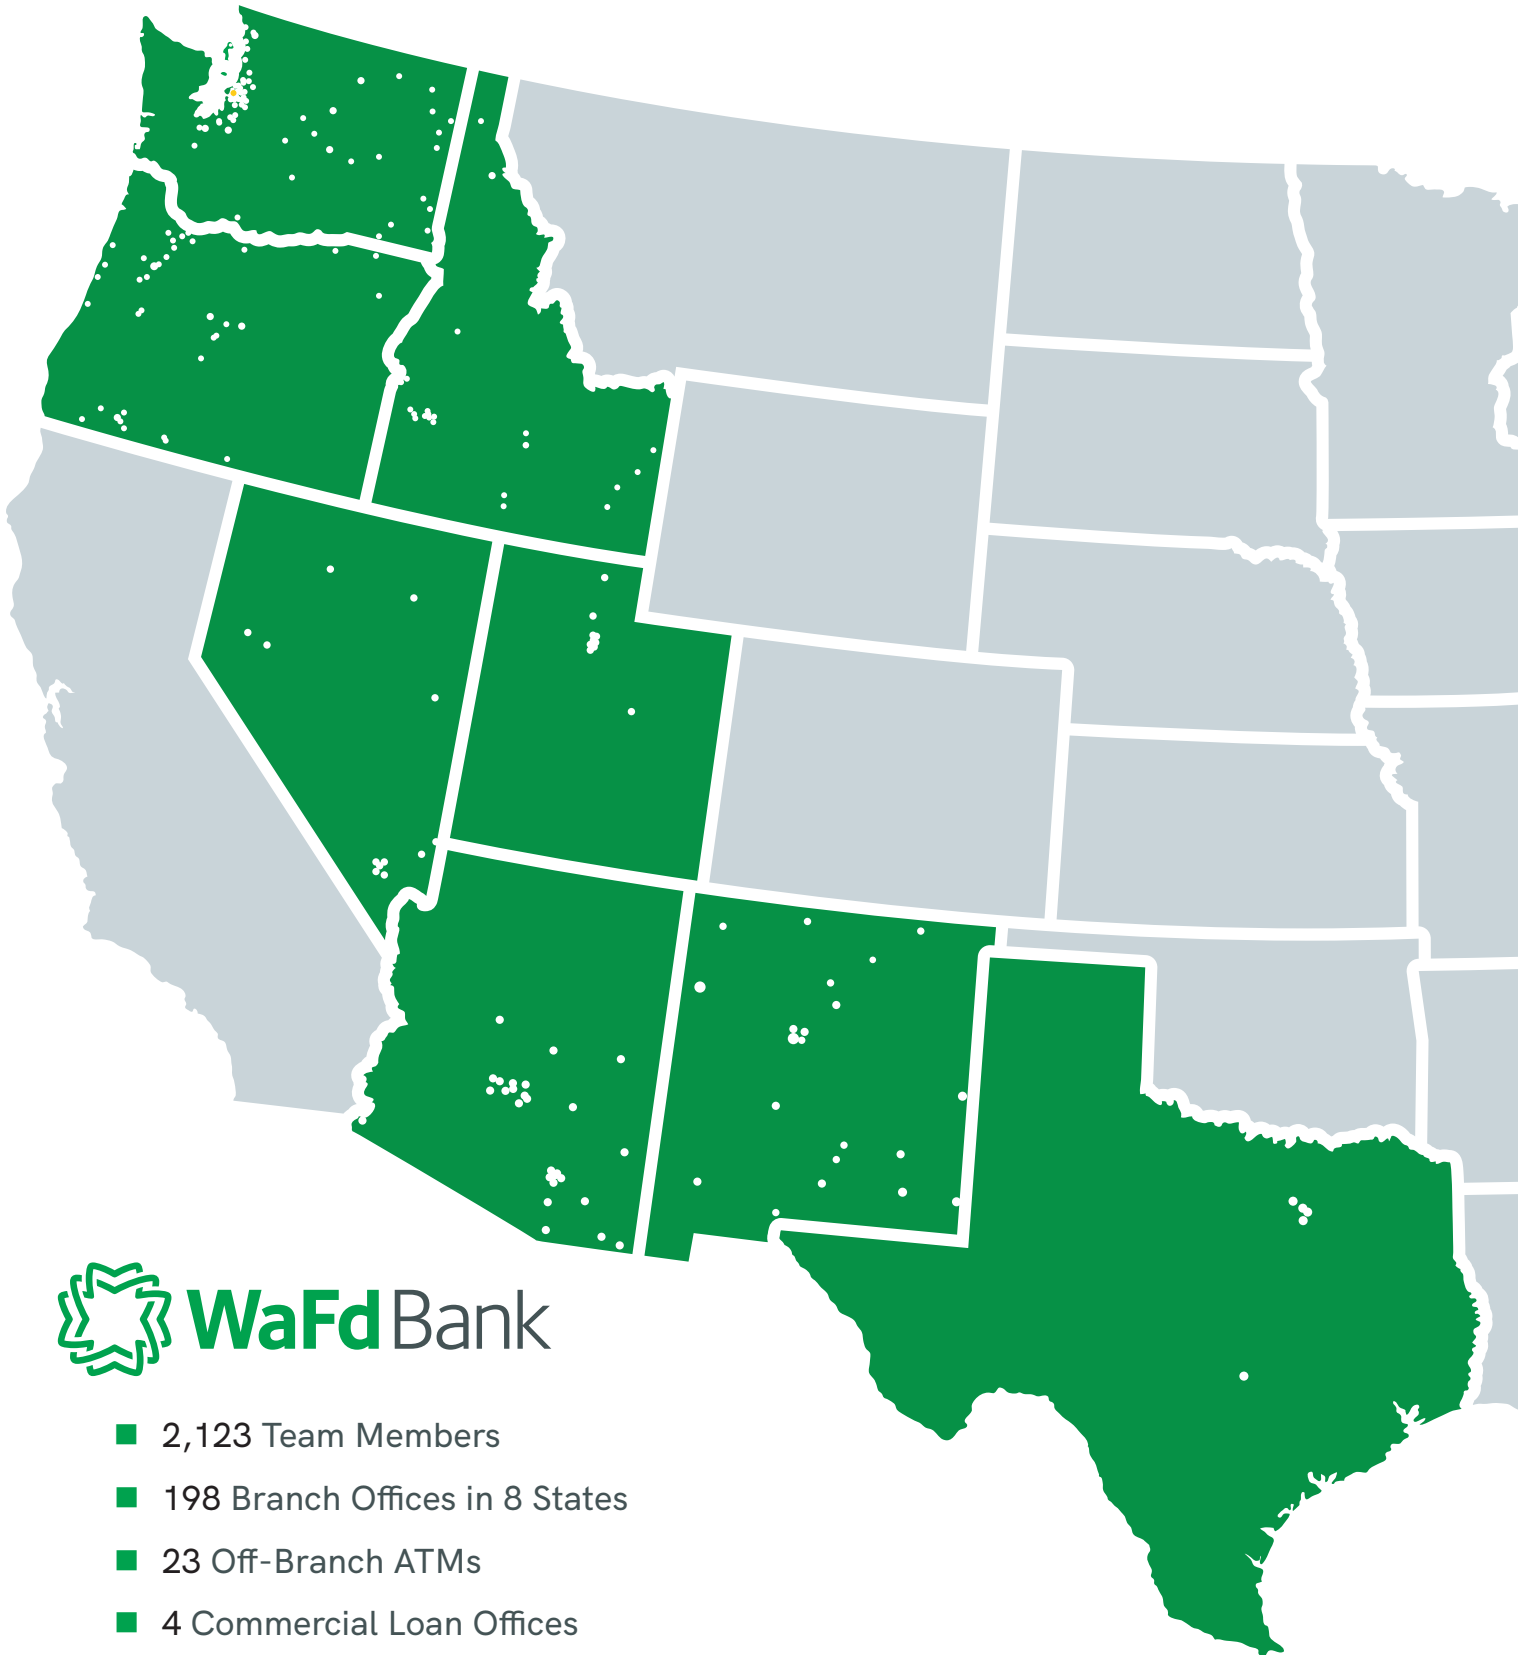 WaFd Bank
2,123 Team Members
198 Branch Offices in 8 States
23 Off-Branch ATMs
4 Commercial Loan Offices